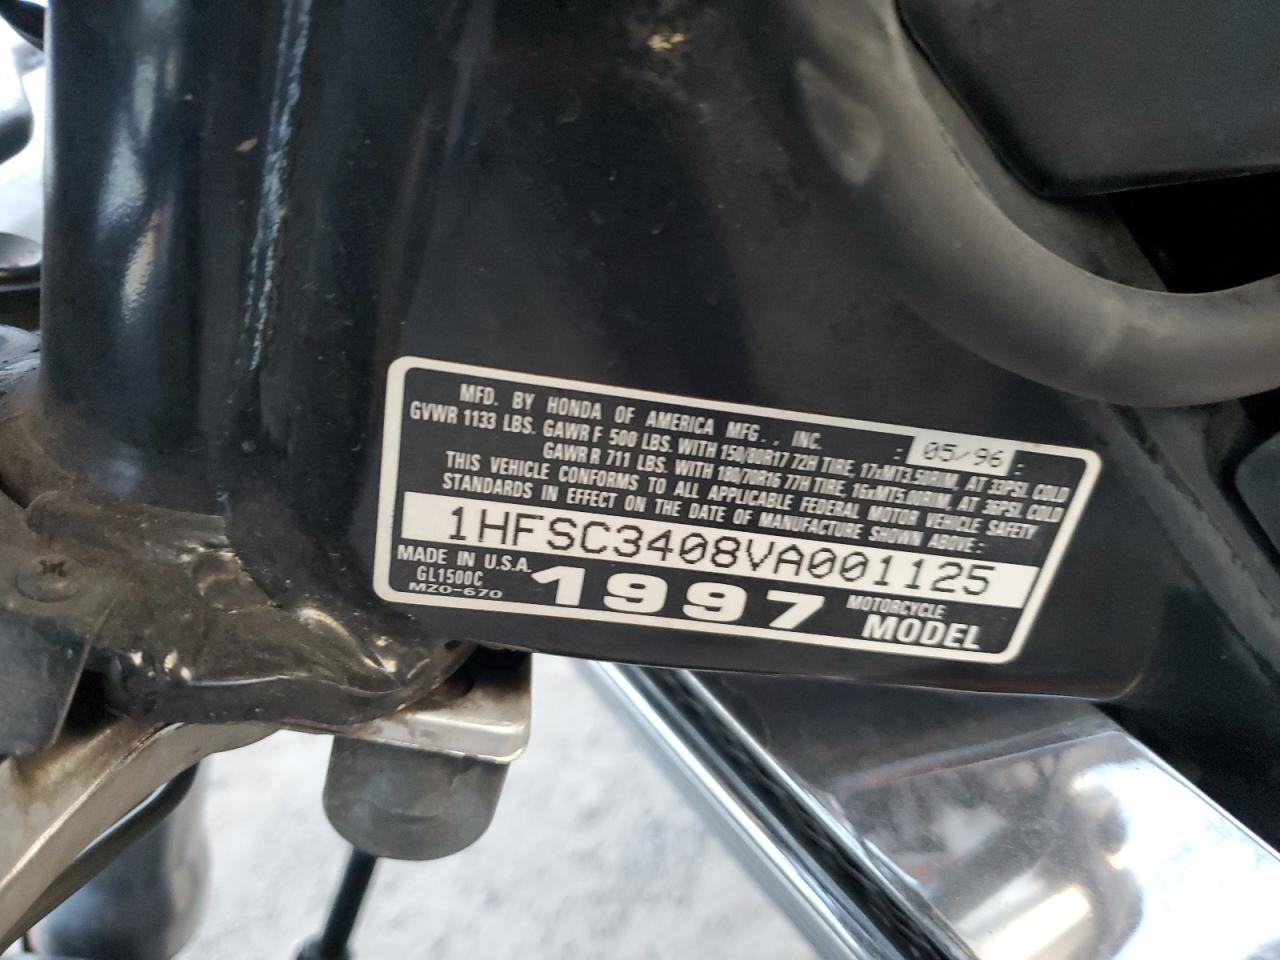 MFD. BY HONDA OF AMERICA MFG., INC. : 05/96 :
GVWR 1133 LBS. GAWR F 500 LBS. WITH 150/80R17 72H TIRE, 17xMT3.50RIM, AT 33PSI. COLD
GAWR R 711 LBS. WITH 180/70R16 77H TIRE, 16xMT5.00RIM, AT 36PSI. COLD
THIS VEHICLE CONFORMS TO ALL APPLICABLE FEDERAL MOTOR VEHICLE SAFETY
STANDARDS IN EFFECT ON THE DATE OF MANUFACTURE SHOWN ABOVE:
1HFSC3408VA001125
MADE IN U.S.A.
GL1500C
MZ0-670
1997 MOTORCYCLE
MODEL